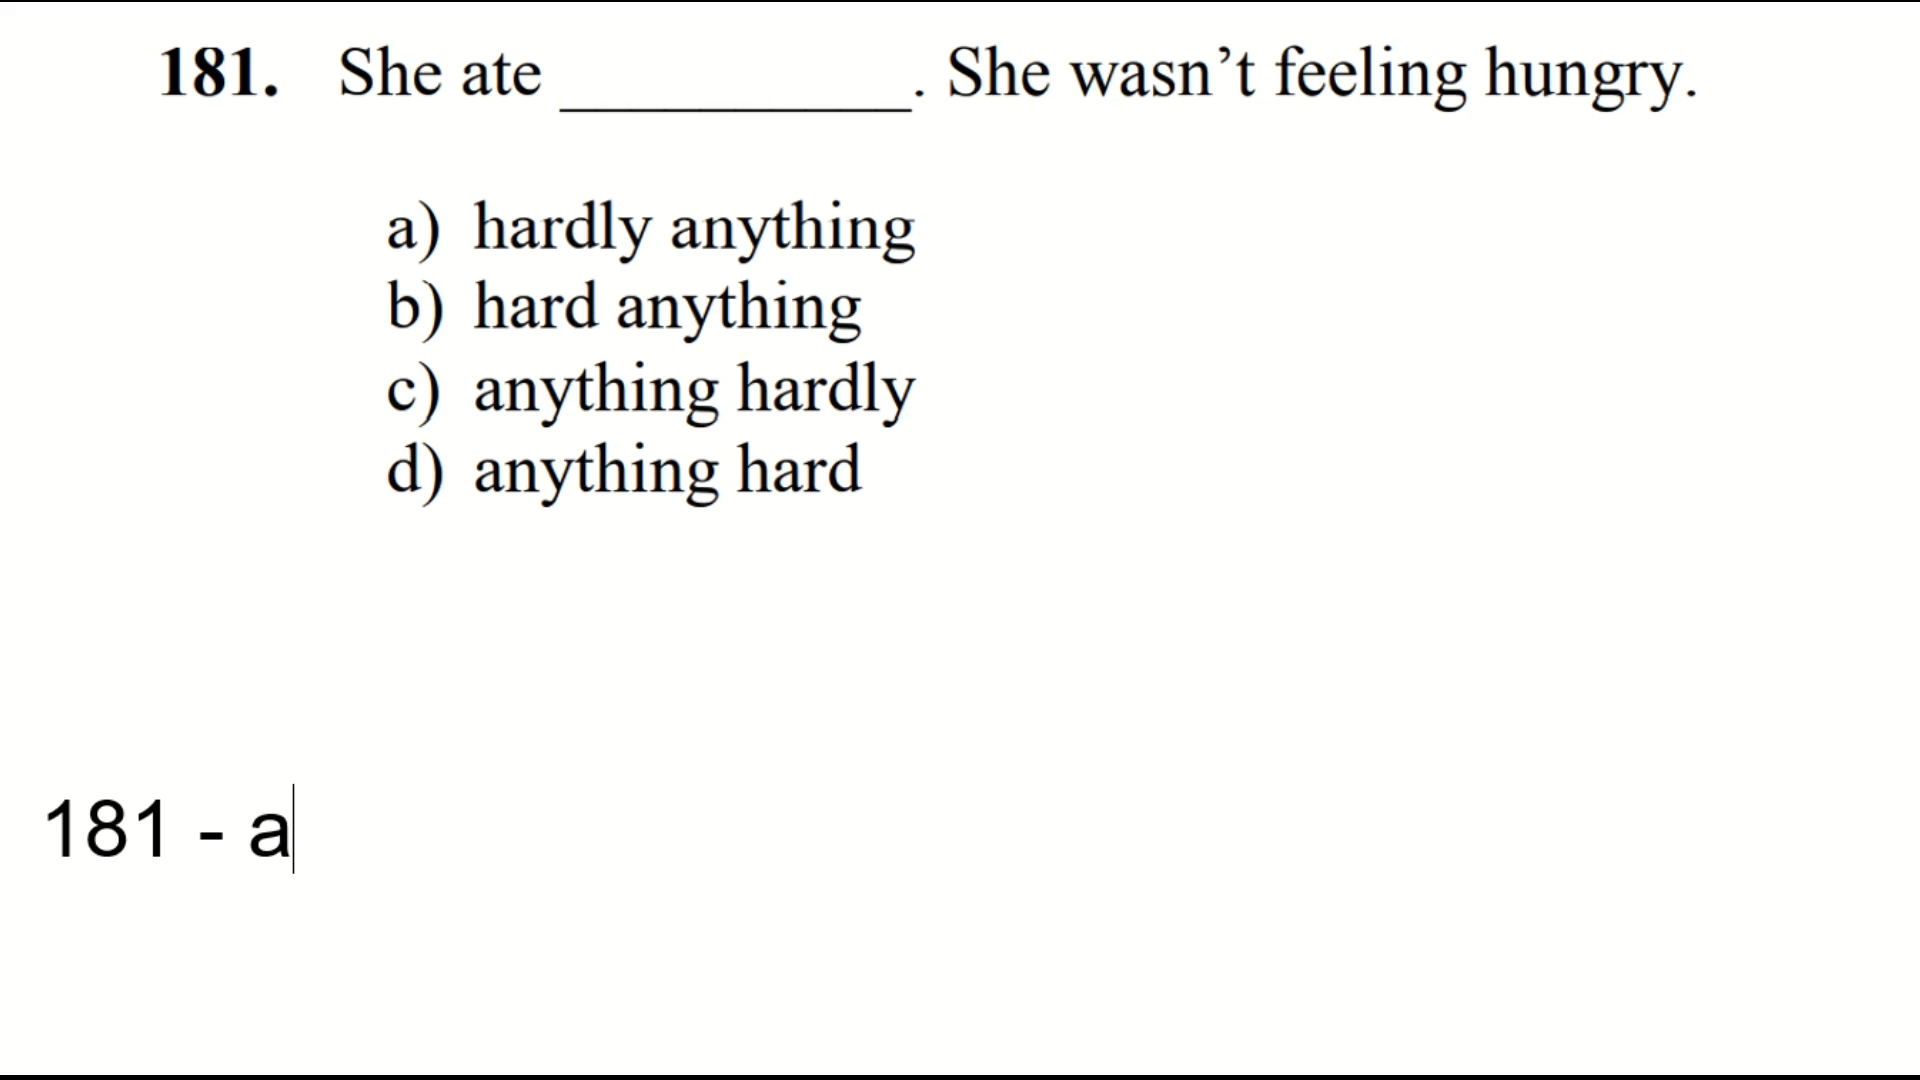 181. She ate __________. She wasn’t feeling hungry.
a) hardly anything
b) hard anything
c) anything hardly
d) anything hard
181 - a